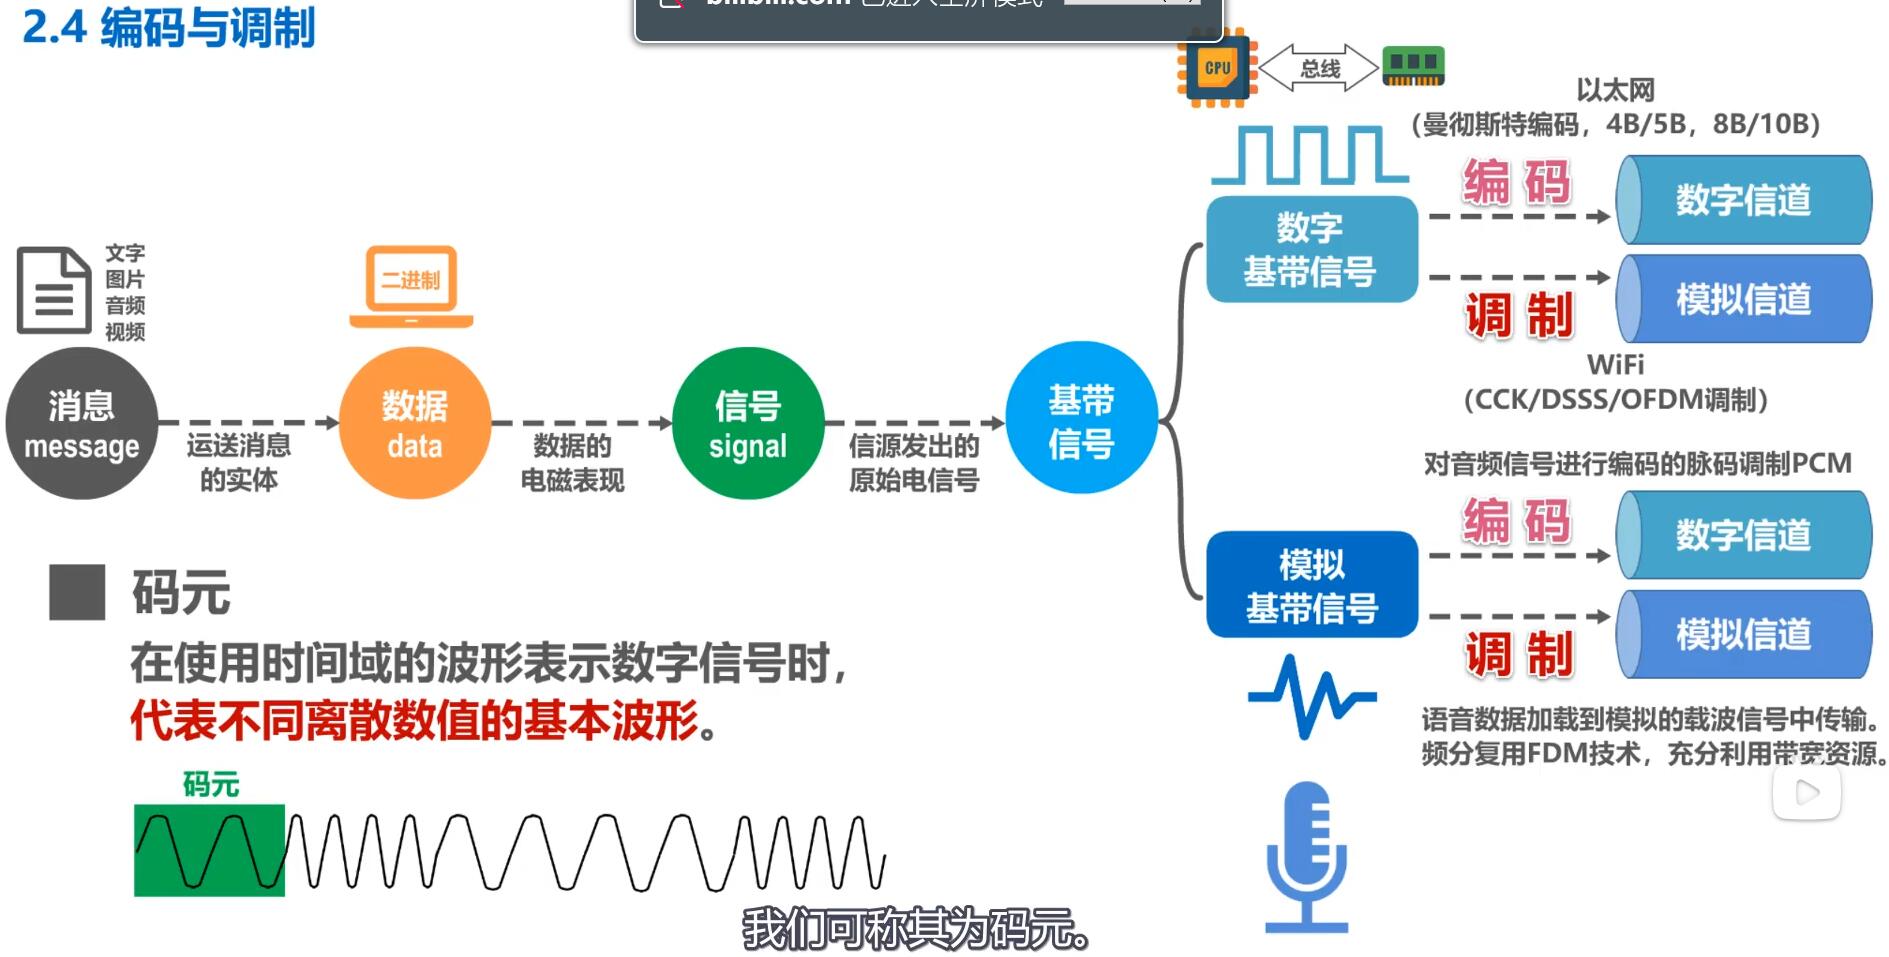 2.4 编码与调制
CPU
总线
以太网
（曼彻斯特编码，4B/5B，8B/10B）
编 码
数字信道
数字
基带信号
调 制
模拟信道
WiFi
（CCK/DSSS/OFDM调制）
文字
图片
音频
视频
二进制
消息
message
运送消息
的实体
数据
data
数据的
电磁表现
信号
signal
信源发出的
原始电信号
基带
信号
对音频信号进行编码的脉码调制PCM
编 码
数字信道
模拟
基带信号
调 制
模拟信道
语音数据加载到模拟的载波信号中传输。
频分复用FDM技术，充分利用带宽资源。
码元
在使用时间域的波形表示数字信号时，
代表不同离散数值的基本波形。
码元
我们可称其为码元。